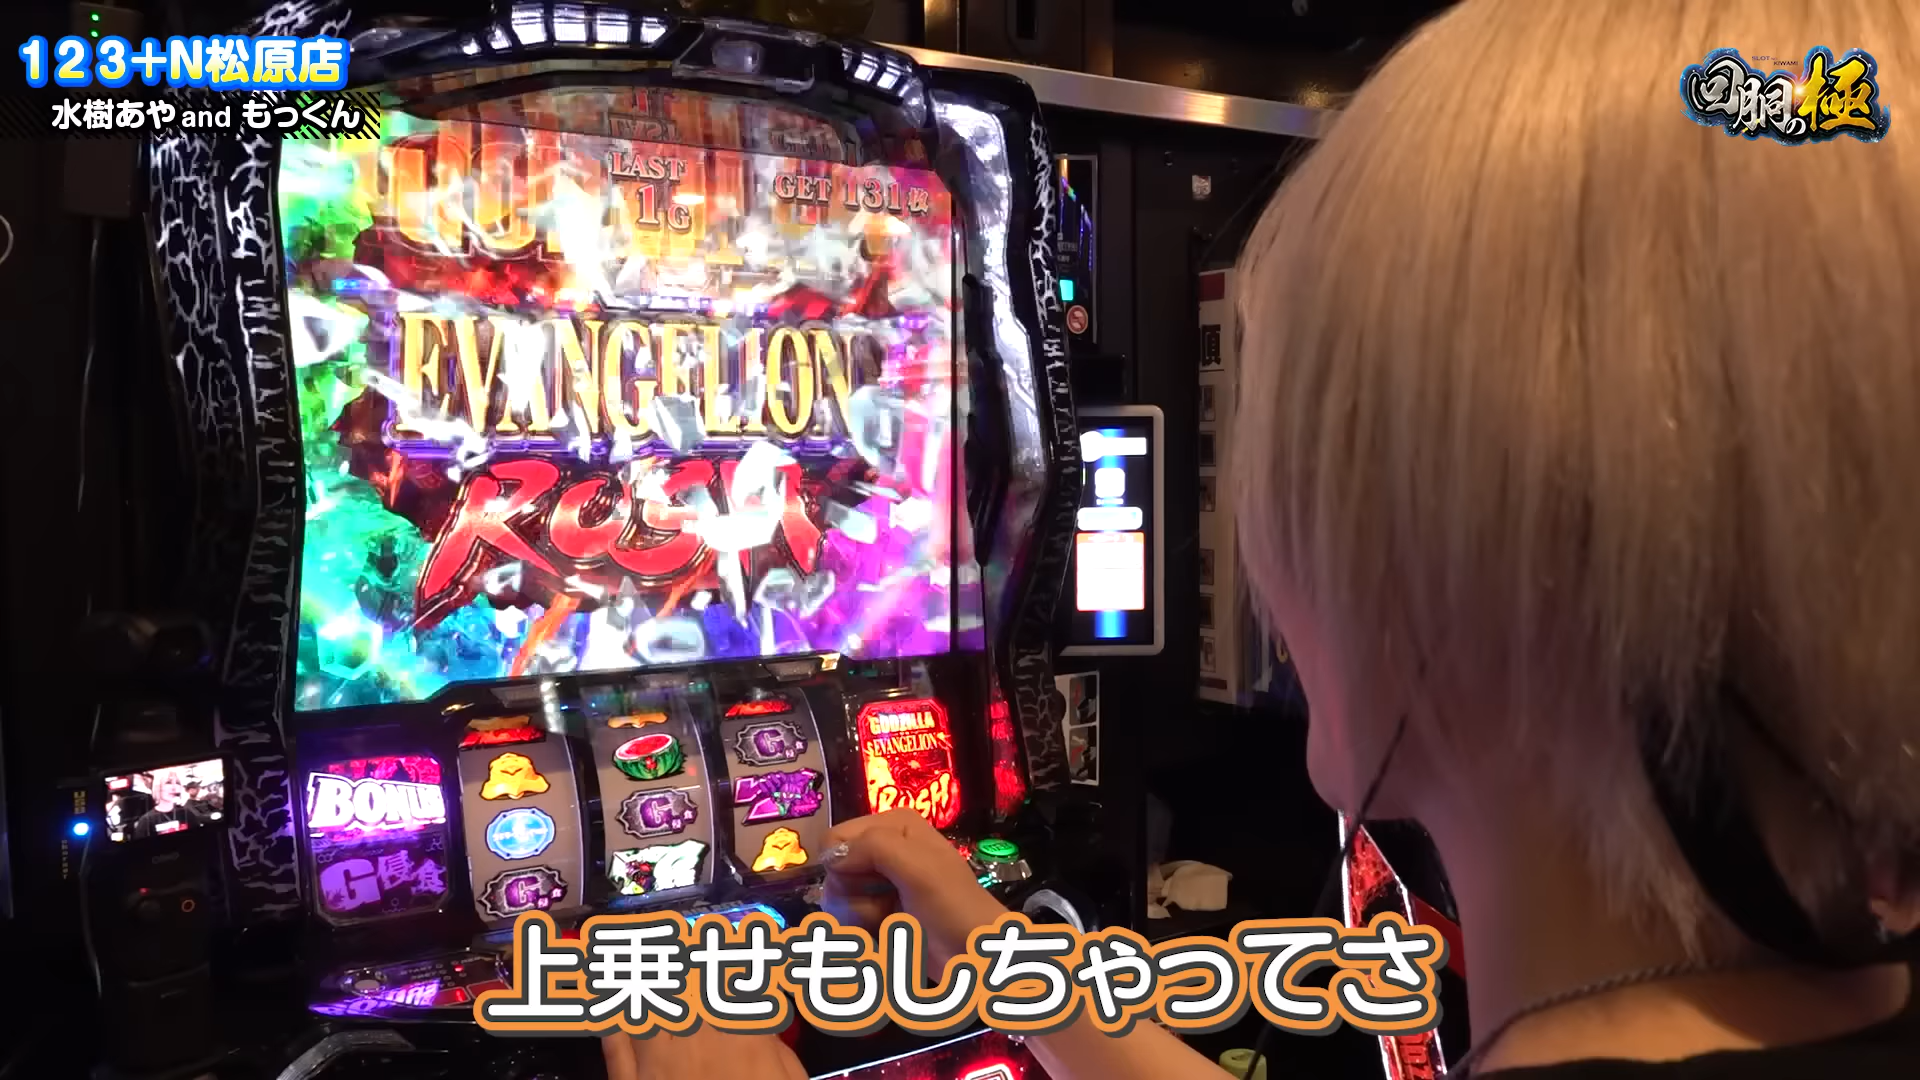 123+N松原店
水樹あや and もっくん
SLOT KIWAMI
回胴の極
LAST
1G
GET 131枚
EVANGELION
RUSH
BONUS
G侵食
GODZILLA
EVANGELION
RUSH
上乗せもしちゃってさ